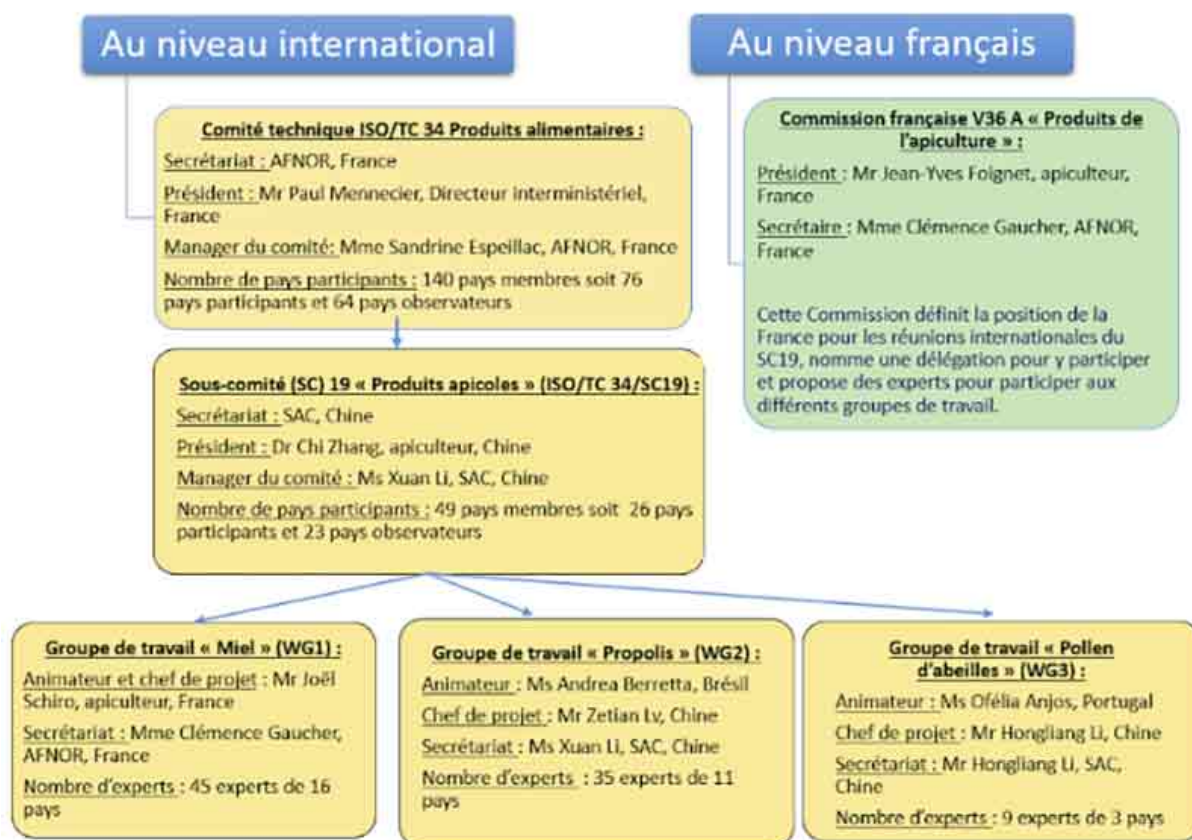 Au niveau international
Comité technique ISO/TC 34 Produits alimentaires :
Secrétariat : AFNOR, France
Président : Mr Paul Mennecier, Directeur interministériel,
France
Manager du comité: Mme Sandrine Espeillac, AFNOR, France
Nombre de pays participants : 140 pays membres soit 76
pays participants et 64 pays observateurs
Sous-comité (SC) 19 « Produits apicoles » (ISO/TC 34/SC19) :
Secrétariat : SAC, Chine
Président : Dr Chi Zhang, apiculteur, Chine
Manager du comité : Ms Xuan Li, SAC, Chine
Nombre de pays participants : 49 pays membres soit 26 pays
participants et 23 pays observateurs
Groupe de travail « Miel » (WG1) :
Animateur et chef de projet : Mr Joël
Schiro, apiculteur, France
Secrétariat : Mme Clémence Gaucher,
AFNOR, France
Nombre d'experts : 45 experts de 16
pays
Groupe de travail « Propolis » (WG2) :
Animateur : Ms Andrea Berretta, Brésil
Chef de projet : Mr Zetian Lv, Chine
Secrétariat : Ms Xuan Li, SAC, Chine
Nombre d'experts : 35 experts de 11
pays
Groupe de travail « Pollen
d'abeilles » (WG3) :
Animateur : Ms Ofélia Anjos, Portugal
Chef de projet : Mr Hongliang Li, Chine
Secrétariat : Mr Hongliang Li, SAC,
Chine
Nombre d'experts : 9 experts de 3 pays
Au niveau français
Commission française V36 A « Produits de
l'apiculture » :
Président : Mr Jean-Yves Foignet, apiculteur,
France
Secrétaire : Mme Clémence Gaucher, AFNOR,
France
Cette Commission définit la position de la
France pour les réunions internationales du
SC19, nomme une délégation pour y participer
et propose des experts pour participer aux
différents groupes de travail.